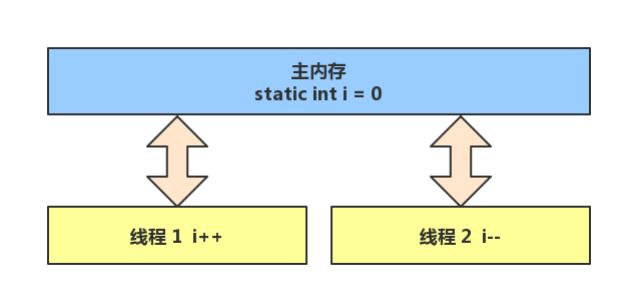 主内存
static int i = 0
线程 1  i++
线程 2  i--